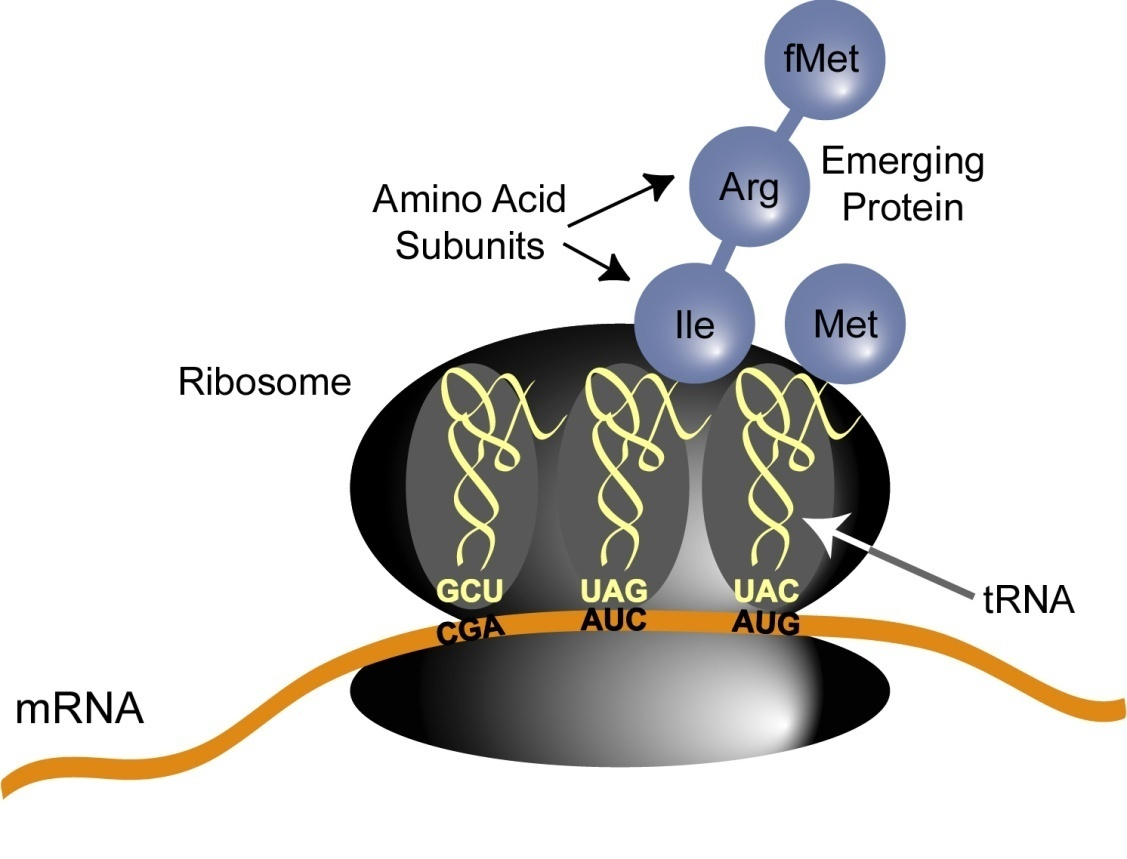 fMet
Arg
Emerging
Protein
Amino Acid
Subunits
Ile
Met
Ribosome
GCU
UAG
UAC
CGA
AUC
AUG
tRNA
mRNA